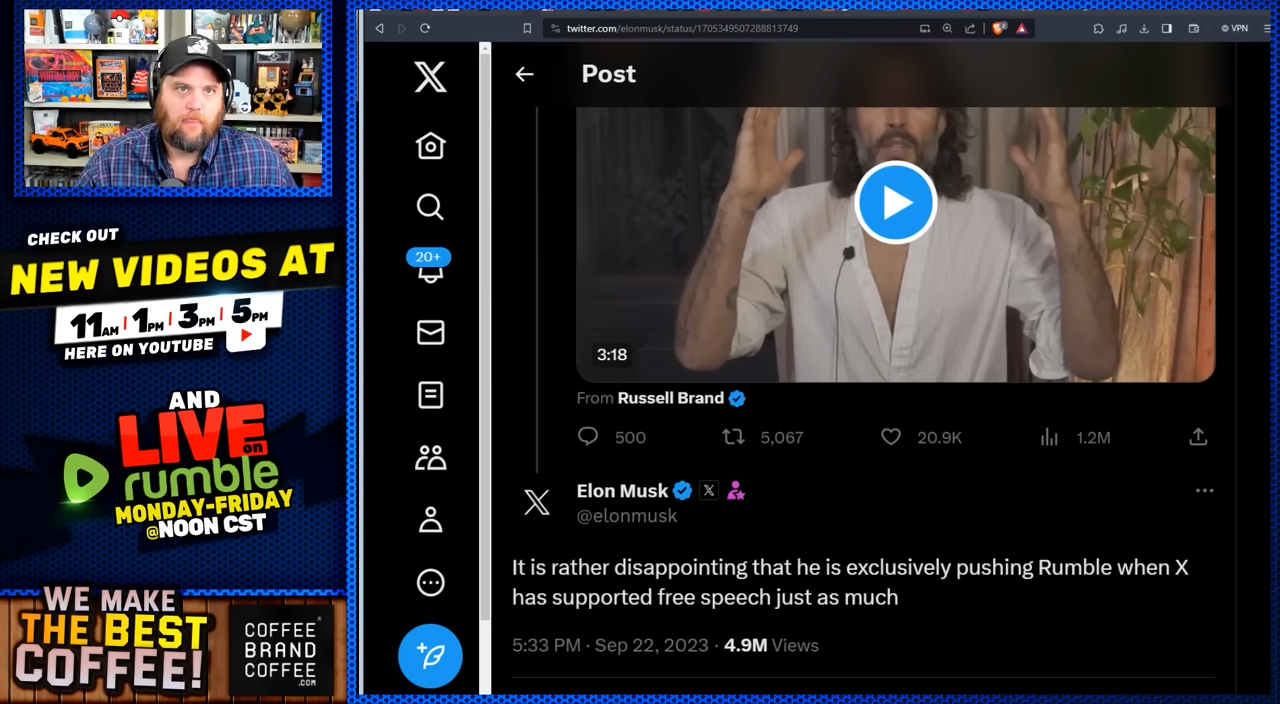 CHECK OUT
NEW VIDEOS AT
11AM | 1PM | 3PM | 5PM
HERE ON YOUTUBE
AND
LIVE on
rumble
MONDAY-FRIDAY
@NOON CST
WE MAKE
THE BEST
COFFEE!
COFFEE
BRAND
COFFEE
.COM
twitter.com/elonmusk/status/1705349507288813749
VPN
Post
20+
3:18
From Russell Brand
500 5,067 20.9K 1.2M
Elon Musk
@elonmusk
It is rather disappointing that he is exclusively pushing Rumble when X
has supported free speech just as much
5:33 PM · Sep 22, 2023 · 4.9M Views